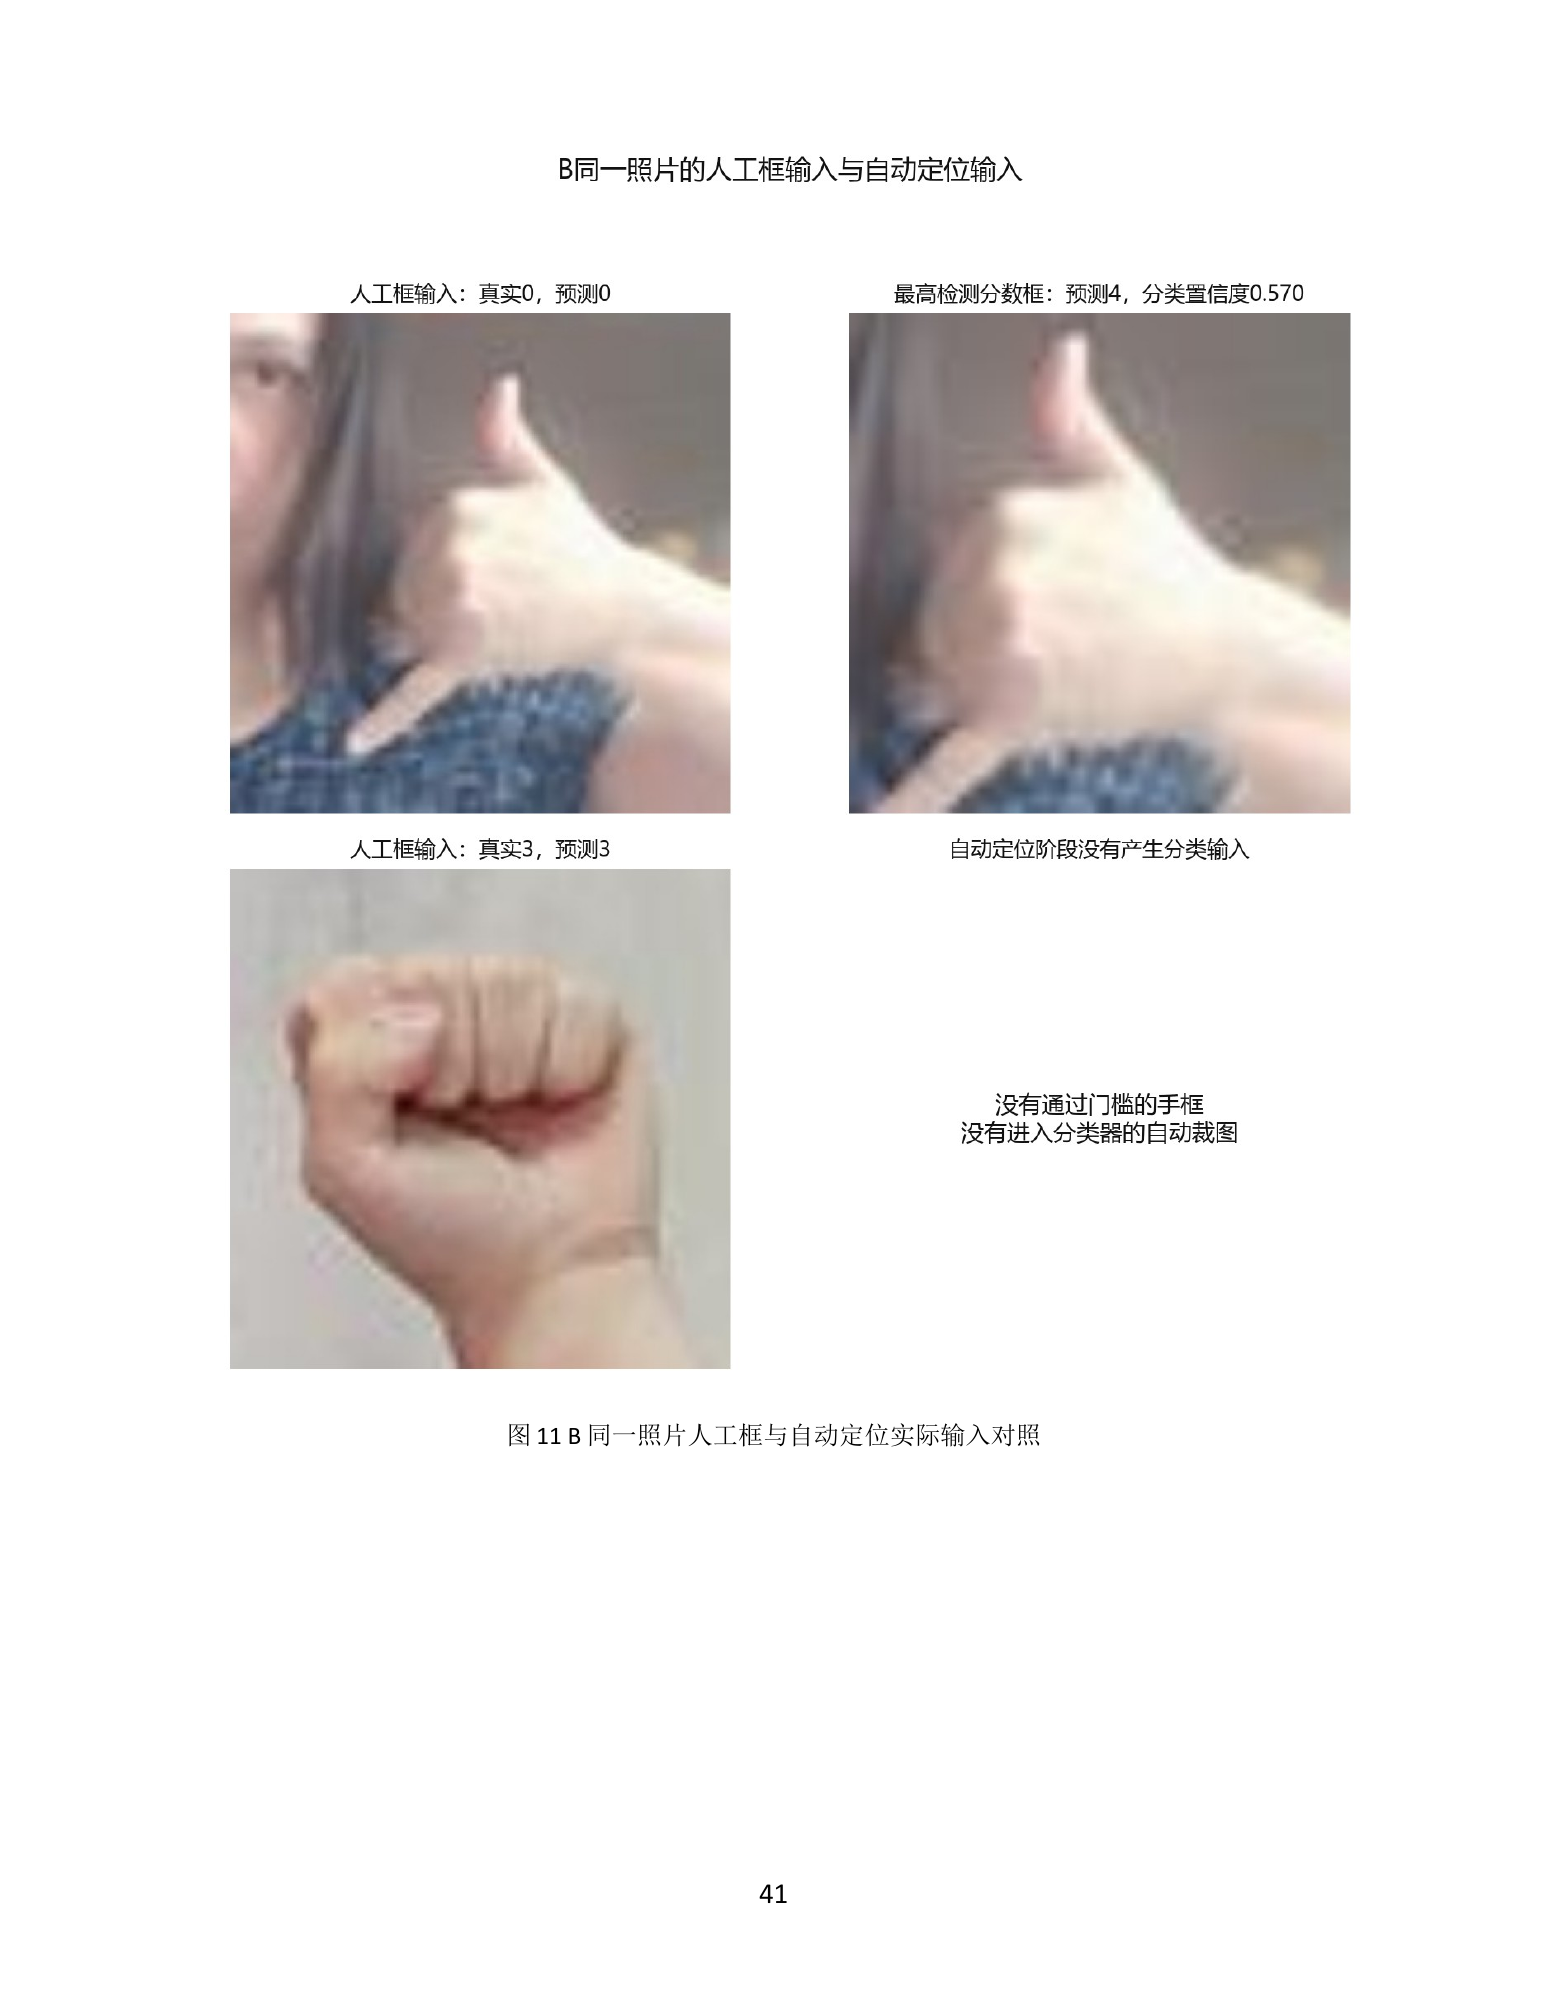 B同一照片的人工框输入与自动定位输入
人工框输入：真实0，预测0
最高检测分数框：预测4，分类置信度0.570
人工框输入：真实3，预测3
自动定位阶段没有产生分类输入
没有通过门槛的手框
没有进入分类器的自动裁图
图 11 B 同一照片人工框与自动定位实际输入对照
41